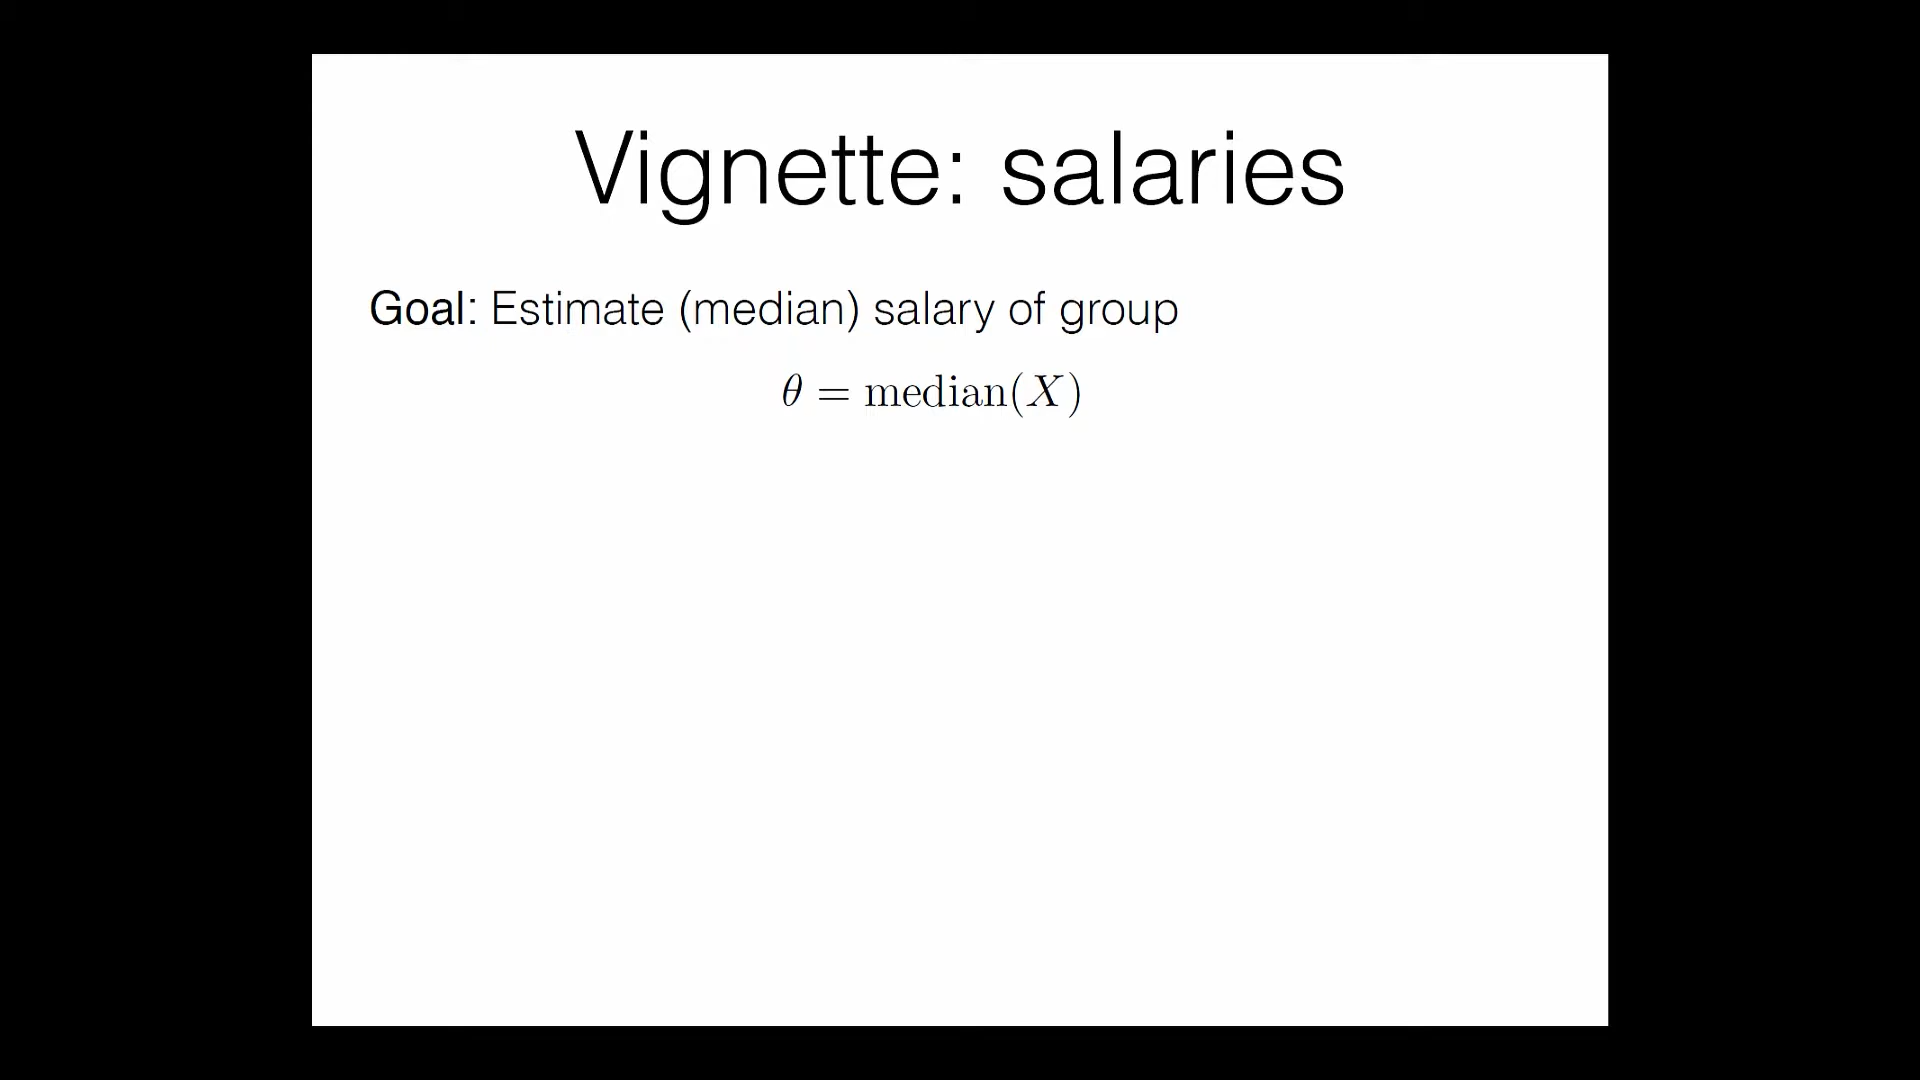 Vignette: salaries
Goal: Estimate (median) salary of group
θ = median(X)